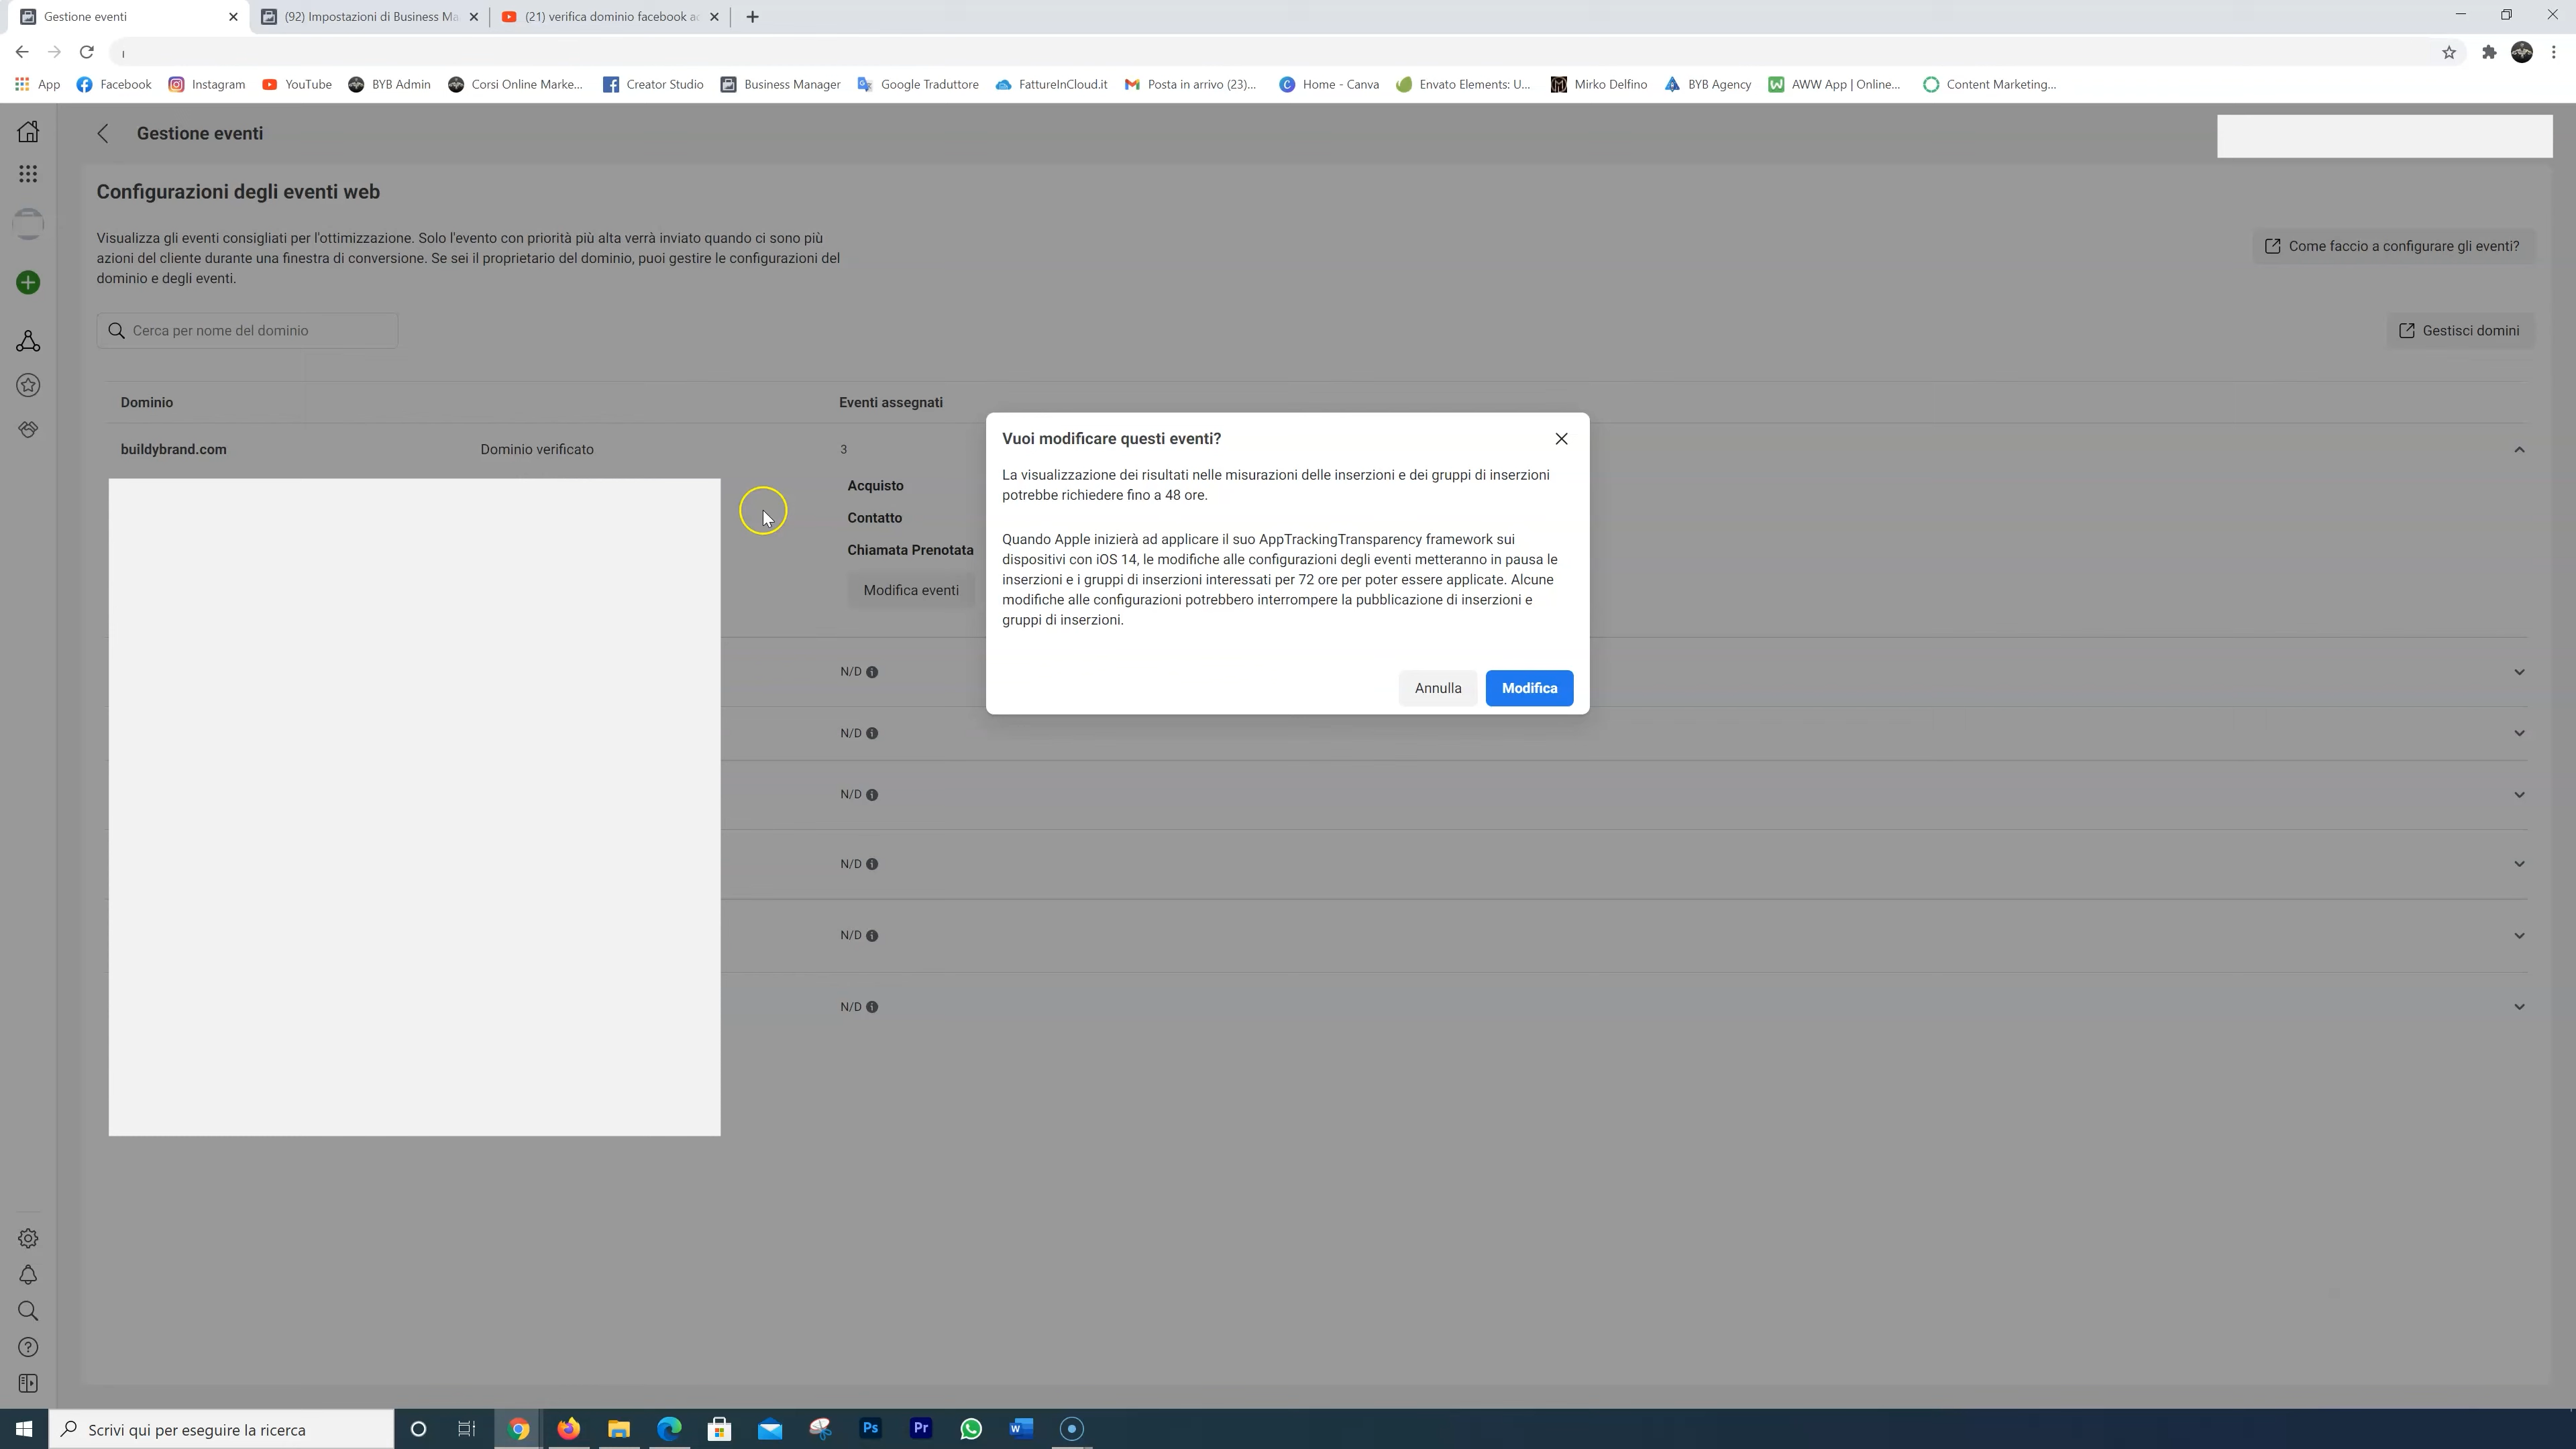 Gestione eventi
(92) Impostazioni di Business Ma
(21) verifica dominio facebook ac
App
Facebook
Instagram
YouTube
BYB Admin
Corsi Online Marke...
Creator Studio
Business Manager
Google Traduttore
FattureInCloud.it
Posta in arrivo (23)...
Home - Canva
Envato Elements: U...
Mirko Delfino
BYB Agency
AWW App | Online...
Content Marketing...
Gestione eventi
Configurazioni degli eventi web
Visualizza gli eventi consigliati per l'ottimizzazione. Solo l'evento con priorità più alta verrà inviato quando ci sono più
azioni del cliente durante una finestra di conversione. Se sei il proprietario del dominio, puoi gestire le configurazioni del
dominio e degli eventi.
Come faccio a configurare gli eventi?
Cerca per nome del dominio
Gestisci domini
Dominio
Eventi assegnati
buildybrand.com
Dominio verificato
3
Acquisto
Contatto
Chiamata Prenotata
Modifica eventi
Vuoi modificare questi eventi?
La visualizzazione dei risultati nelle misurazioni delle inserzioni e dei gruppi di inserzioni
potrebbe richiedere fino a 48 ore.
Quando Apple inizierà ad applicare il suo AppTrackingTransparency framework sui
dispositivi con iOS 14, le modifiche alle configurazioni degli eventi metteranno in pausa le
inserzioni e i gruppi di inserzioni interessati per 72 ore per poter essere applicate. Alcune
modifiche alle configurazioni potrebbero interrompere la pubblicazione di inserzioni e
gruppi di inserzioni.
Annulla
Modifica
N/D
N/D
N/D
N/D
N/D
N/D
Scrivi qui per eseguire la ricerca
Ps
Pr